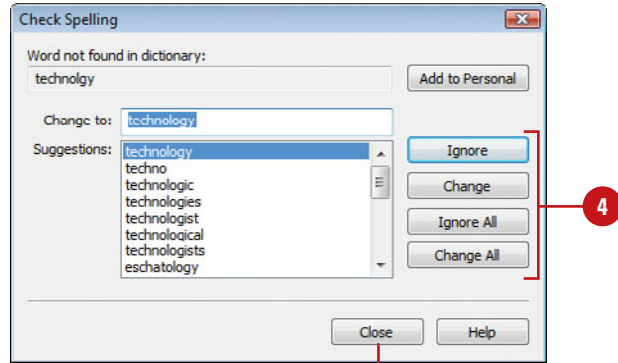 Check Spelling
Word not found in dictionary:
technolgy
Add to Personal
Change to: technology
Suggestions:
technology
techno
technologic
technologies
technologist
technological
technologists
eschatology
Ignore
Change
Ignore All
Change All
4
Close
Help